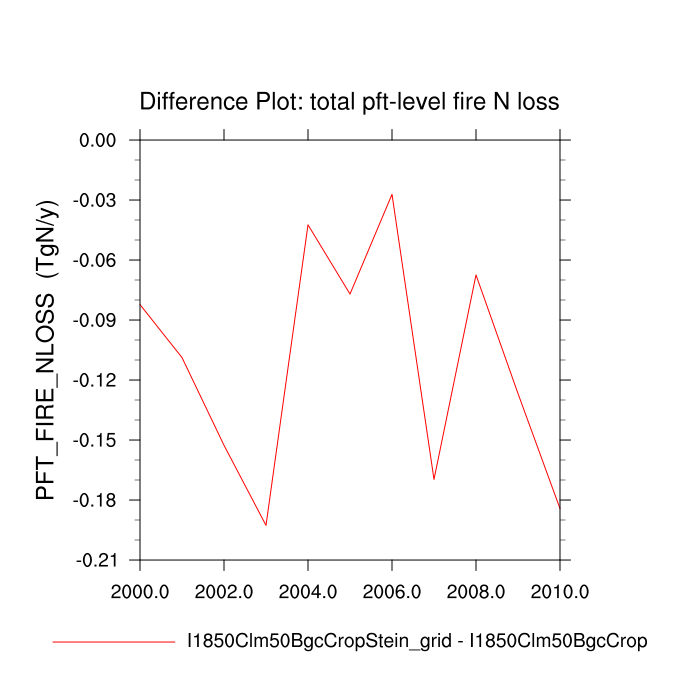 Difference Plot: total pft-level fire N loss
PFT_FIRE_NLOSS (TgN/y)
0.00
-0.03
-0.06
-0.09
-0.12
-0.15
-0.18
-0.21
2000.0 2002.0 2004.0 2006.0 2008.0 2010.0
I1850Clm50BgcCropStein_grid - I1850Clm50BgcCrop